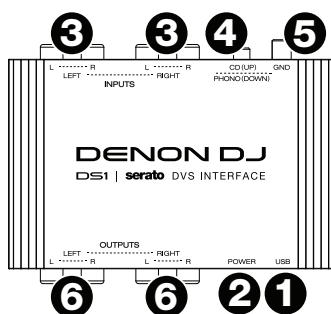 3 3 4 5
L R L R CD(UP) GND
LEFT RIGHT PHONO(DOWN)
INPUTS
DENON DJ
DS1 | serato DVS INTERFACE
OUTPUTS
LEFT RIGHT
L R L R POWER USB
6 6 2 1